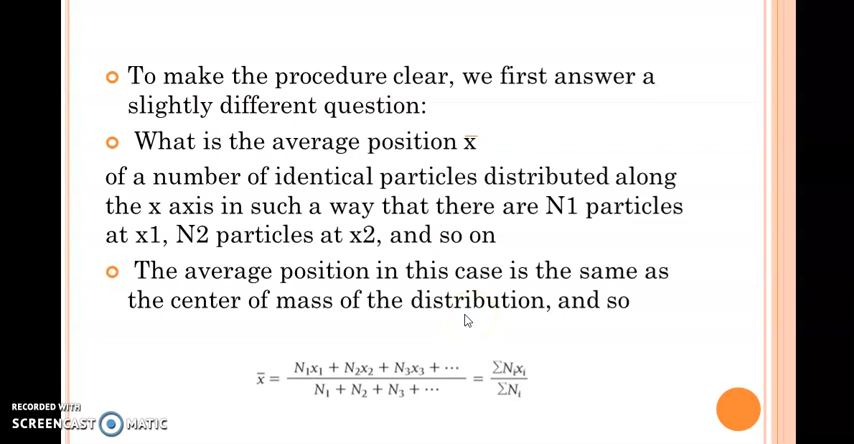 To make the procedure clear, we first answer a
slightly different question:
What is the average position x̅
of a number of identical particles distributed along
the x axis in such a way that there are N1 particles
at x1, N2 particles at x2, and so on
The average position in this case is the same as
the center of mass of the distribution, and so
x̅ = (N₁x₁ + N₂x₂ + N₃x₃ + ⋯) / (N₁ + N₂ + N₃ + ⋯) = ΣNᵢxᵢ / ΣNᵢ
RECORDED WITH
SCREENCAST MATIC